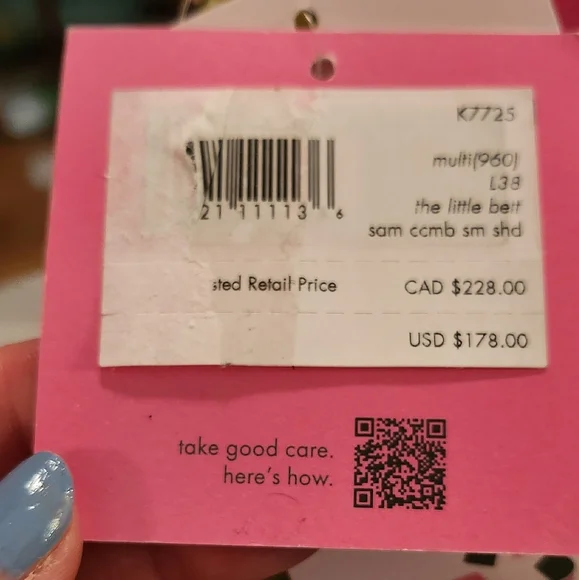 K7725
multi(960)
L38
the little bett
sam ccmb sm shd
21 11113 6
sted Retail Price CAD $228.00
USD $178.00
take good care.
here's how.